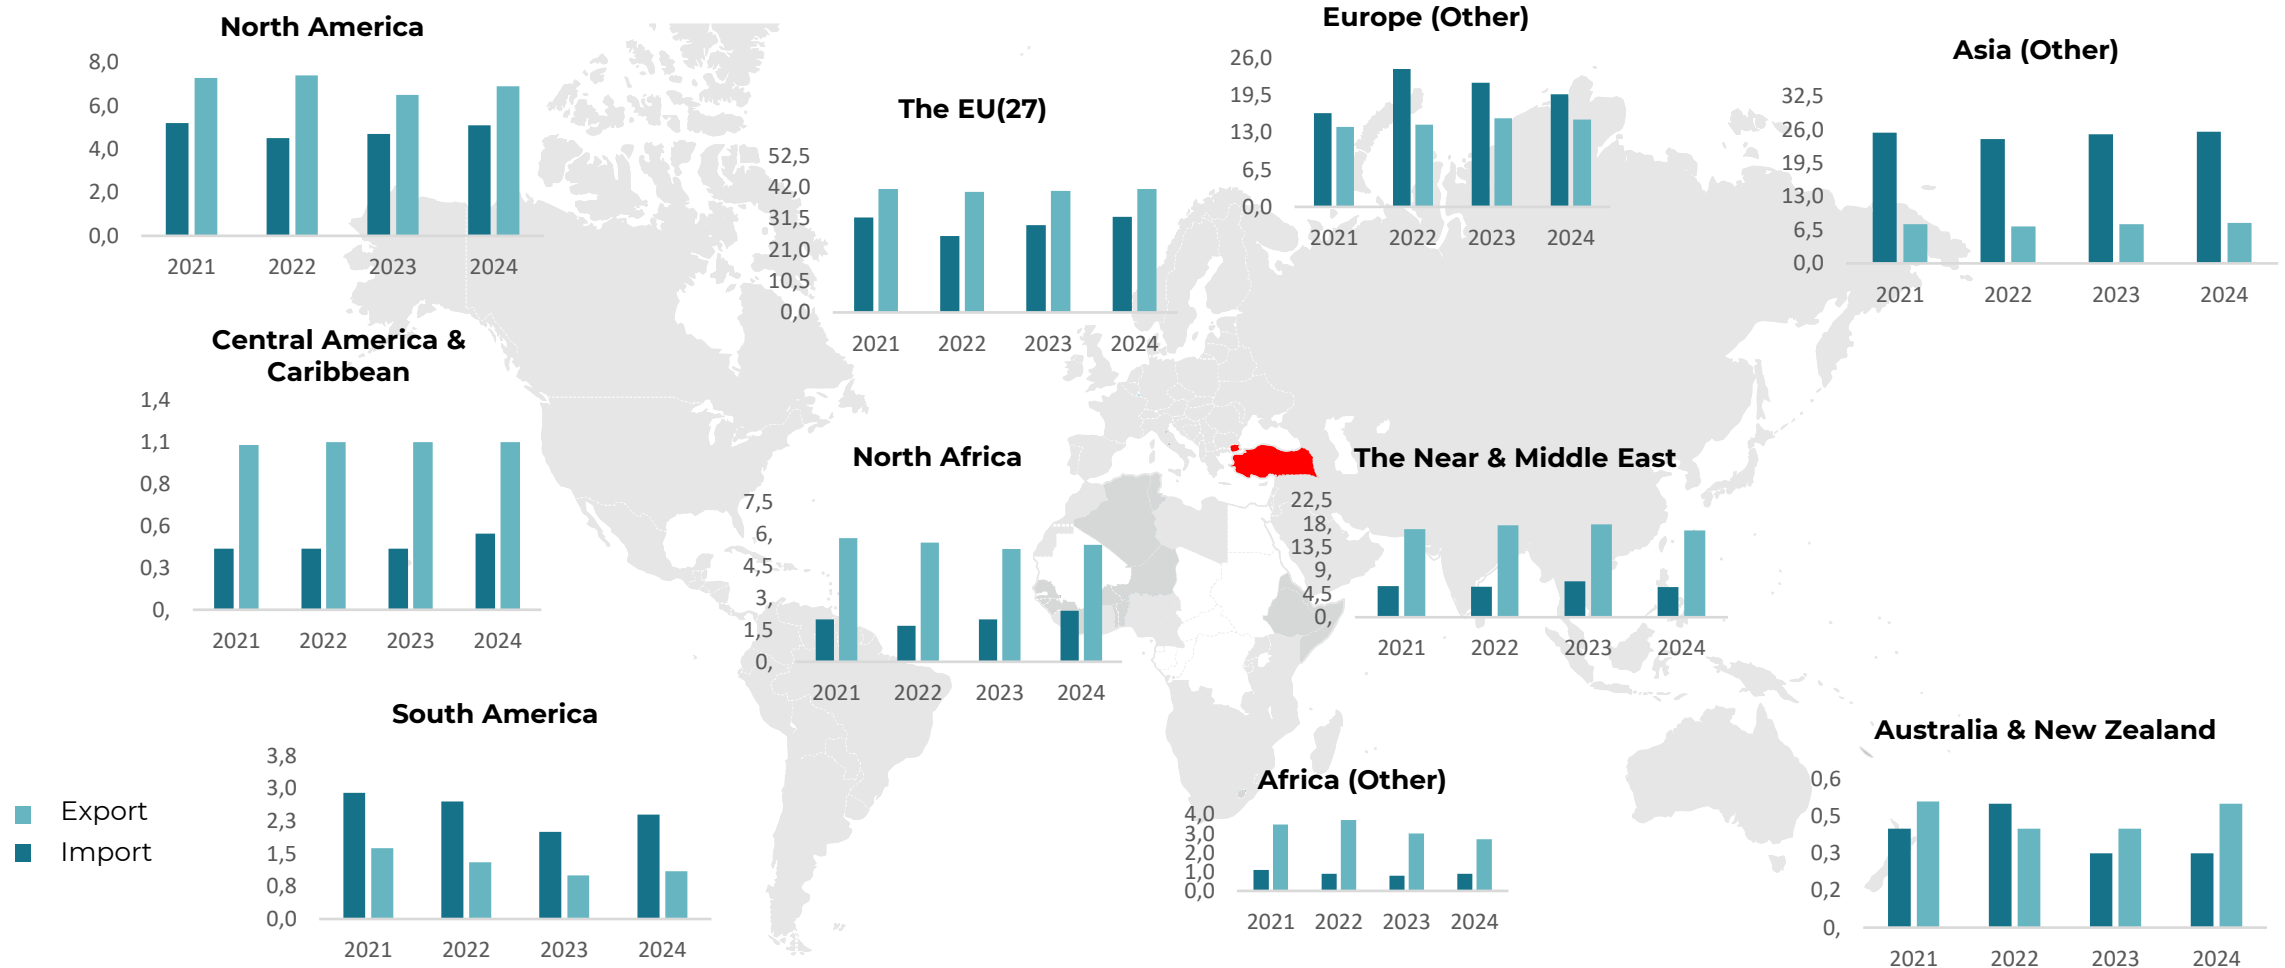 North America
8,0
6,0
4,0
2,0
0,0
2021 2022 2023 2024
The EU(27)
52,5
42,0
31,5
21,0
10,5
0,0
2021 2022 2023 2024
Europe (Other)
26,0
19,5
13,0
6,5
0,0
2021 2022 2023 2024
Asia (Other)
32,5
26,0
19,5
13,0
6,5
0,0
2021 2022 2023 2024
Central America &
Caribbean
1,4
1,1
0,8
0,6
0,3
0,
2021 2022 2023 2024
North Africa
7,5
6,
4,5
3,
1,5
0,
2021 2022 2023 2024
The Near & Middle East
22,5
18,
13,5
9,
4,5
0,
2021 2022 2023 2024
South America
3,8
3,0
2,3
1,5
0,8
0,0
2021 2022 2023 2024
Export
Import
Africa (Other)
4,0
3,0
2,0
1,0
0,0
2021 2022 2023 2024
Australia & New Zealand
0,6
0,5
0,3
0,2
0,
2021 2022 2023 2024